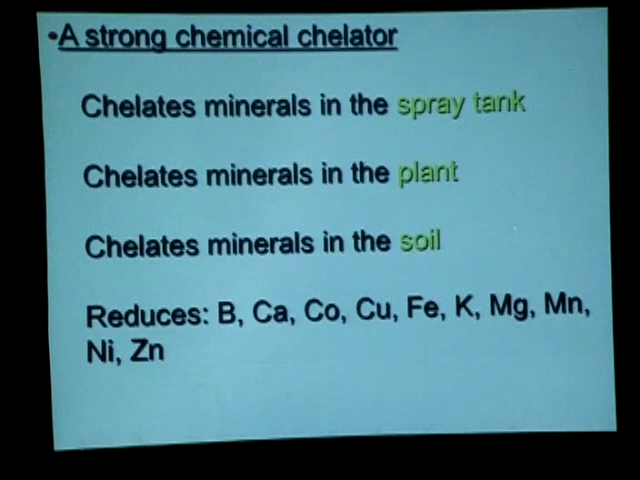 •A strong chemical chelator
Chelates minerals in the spray tank
Chelates minerals in the plant
Chelates minerals in the soil
Reduces: B, Ca, Co, Cu, Fe, K, Mg, Mn,
Ni, Zn